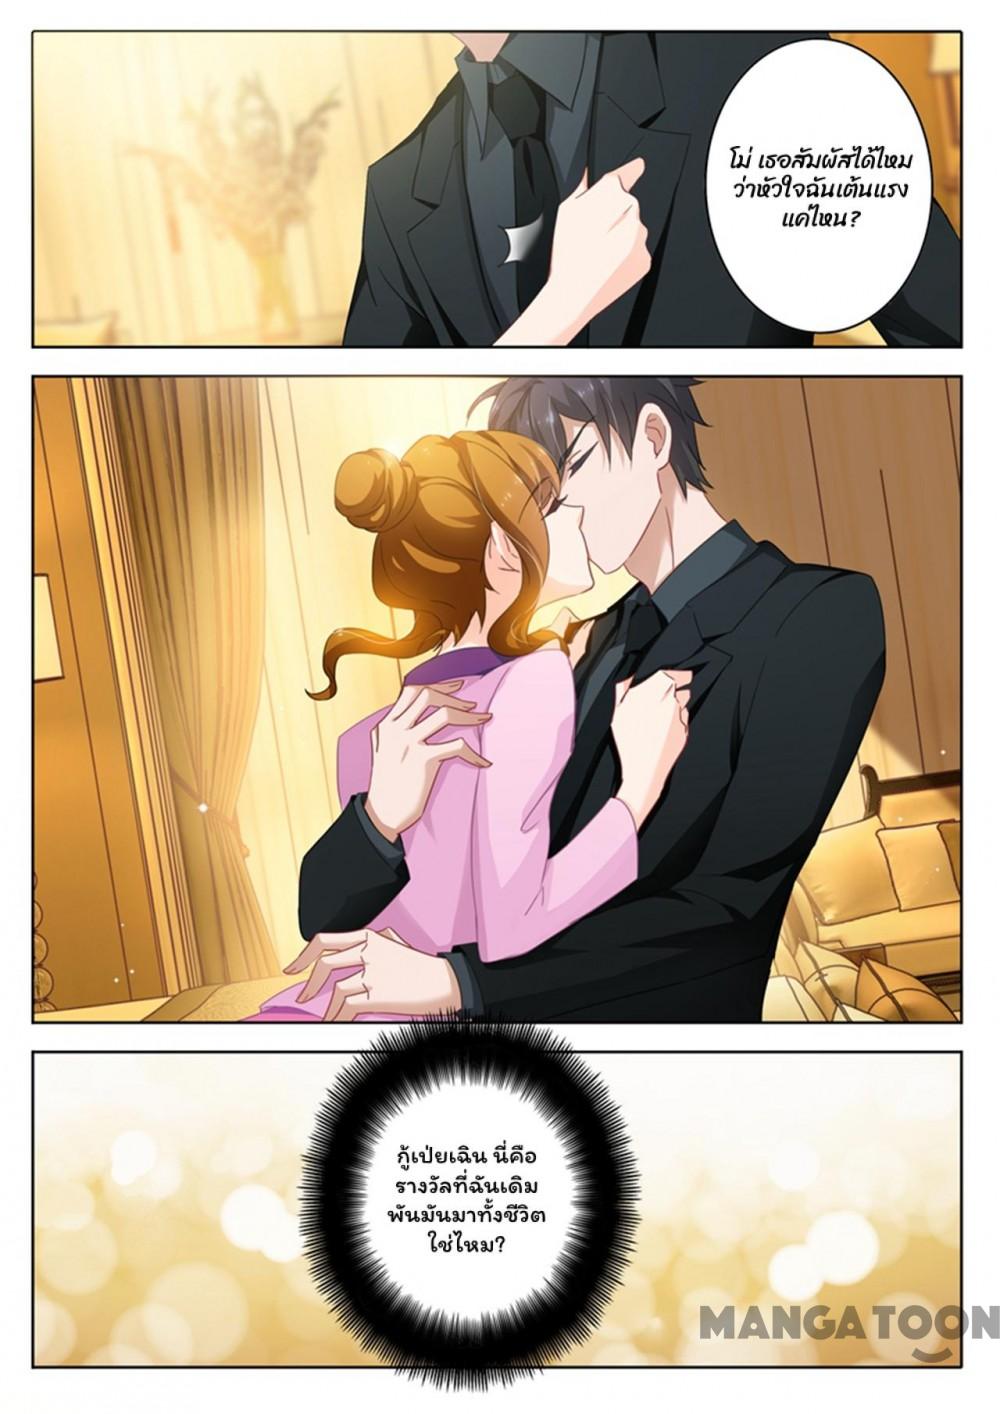 โม่ เธอสัมผัสได้ไหม
ว่าหัวใจฉันเต้นแรง
แค่ไหน?
กู้เป่ยเฉิน นี่คือ
รางวัลที่ฉันเดิม
พันมันมาทั้งชีวิต
ใช่ไหม?
MANGATOON